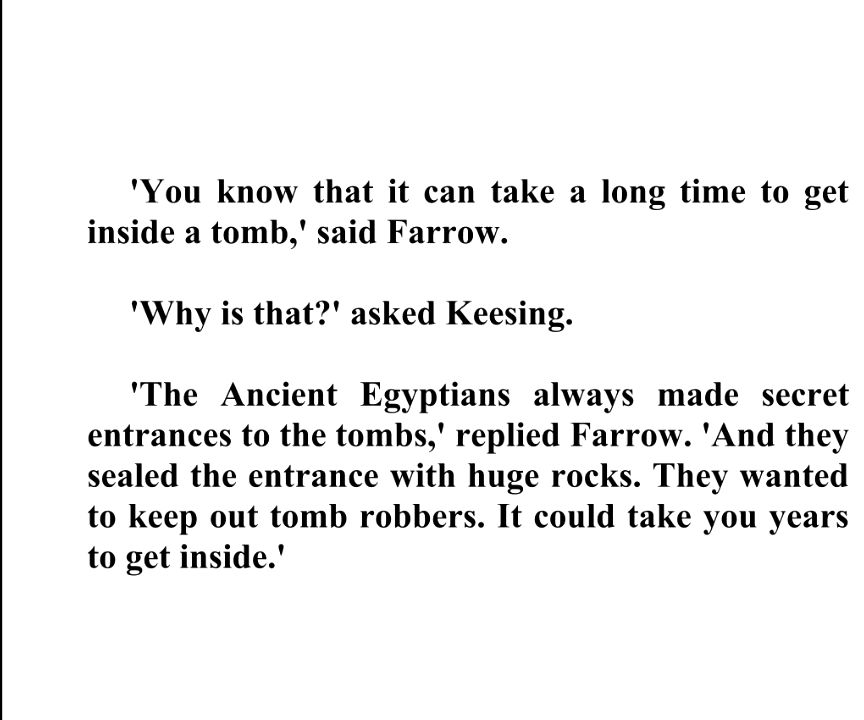 'You know that it can take a long time to get
inside a tomb,' said Farrow.
'Why is that?' asked Keesing.
'The Ancient Egyptians always made secret
entrances to the tombs,' replied Farrow. 'And they
sealed the entrance with huge rocks. They wanted
to keep out tomb robbers. It could take you years
to get inside.'